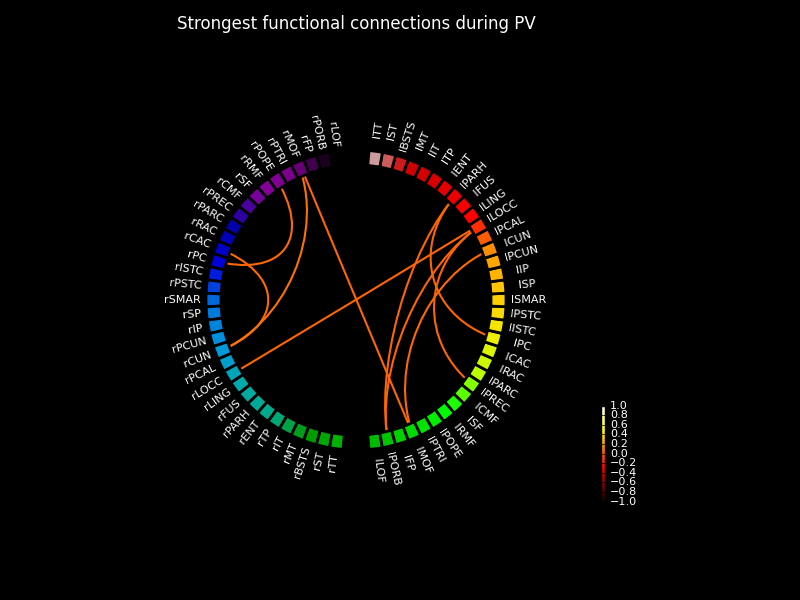 Strongest functional connections during PV
lTT
lST
lBSTS
lMT
lIT
lTP
lENT
lPARH
lFUS
lLING
lLOCC
lPCAL
lCUN
lPCUN
lIP
lSP
lSMAR
lPSTC
lISTC
lPC
lCAC
lRAC
lPARC
lPREC
lCMF
lSF
lRMF
lPOPE
lPTRI
lMOF
lFP
lPORB
lLOF
rTT
rST
rBSTS
rMT
rIT
rTP
rENT
rPARH
rFUS
rLING
rLOCC
rPCAL
rCUN
rPCUN
rIP
rSP
rSMAR
rPSTC
rISTC
rPC
rCAC
rRAC
rPARC
rPREC
rCMF
rSF
rRMF
rPOPE
rPTRI
rMOF
rFP
rPORB
rLOF
1.0
0.8
0.6
0.4
0.2
0.0
−0.2
−0.4
−0.6
−0.8
−1.0